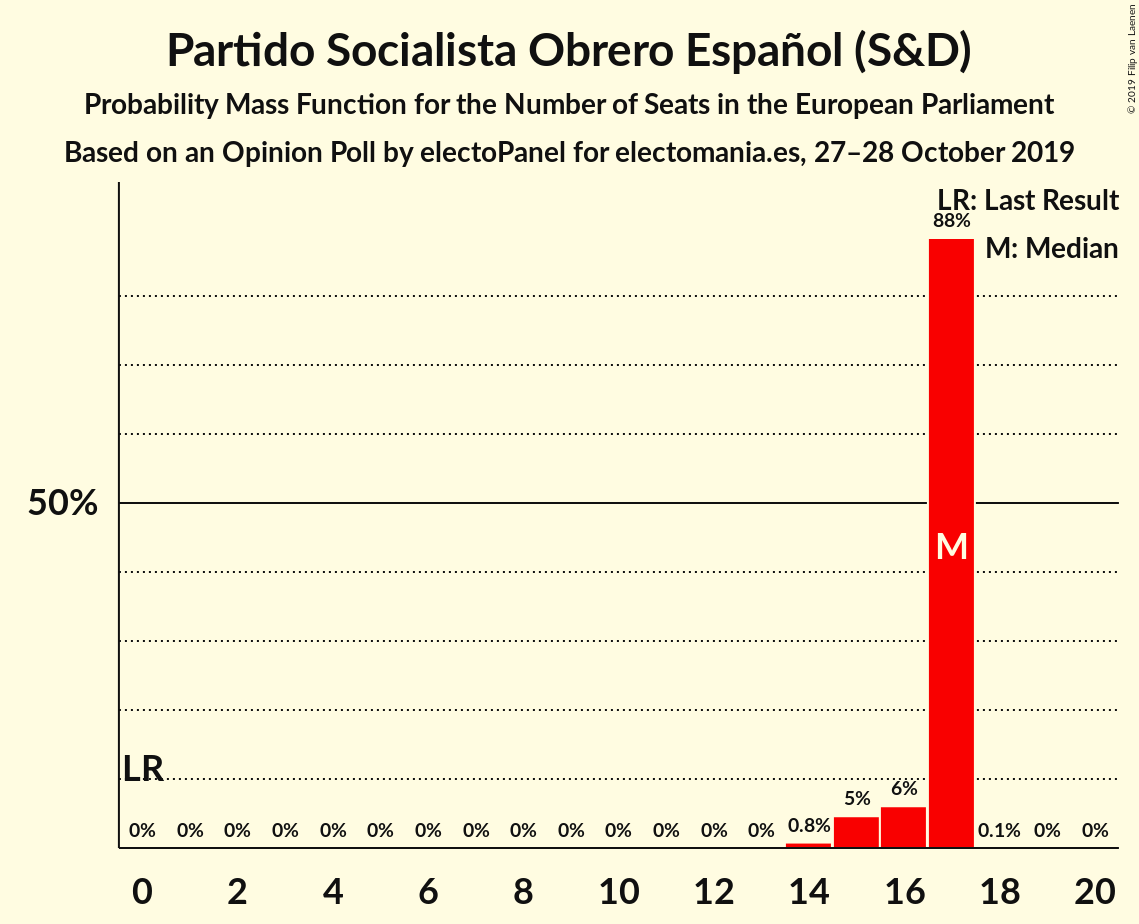 Partido Socialista Obrero Español (S&D)
Probability Mass Function for the Number of Seats in the European Parliament
Based on an Opinion Poll by electoPanel for electomania.es, 27–28 October 2019
© 2019 Filip van Laenen
LR: Last Result
88%
M: Median
50%
M
LR
0% 0% 0% 0% 0% 0% 0% 0% 0% 0% 0% 0% 0% 0% 0.8% 5% 6% 0.1% 0% 0%
0 2 4 6 8 10 12 14 16 18 20